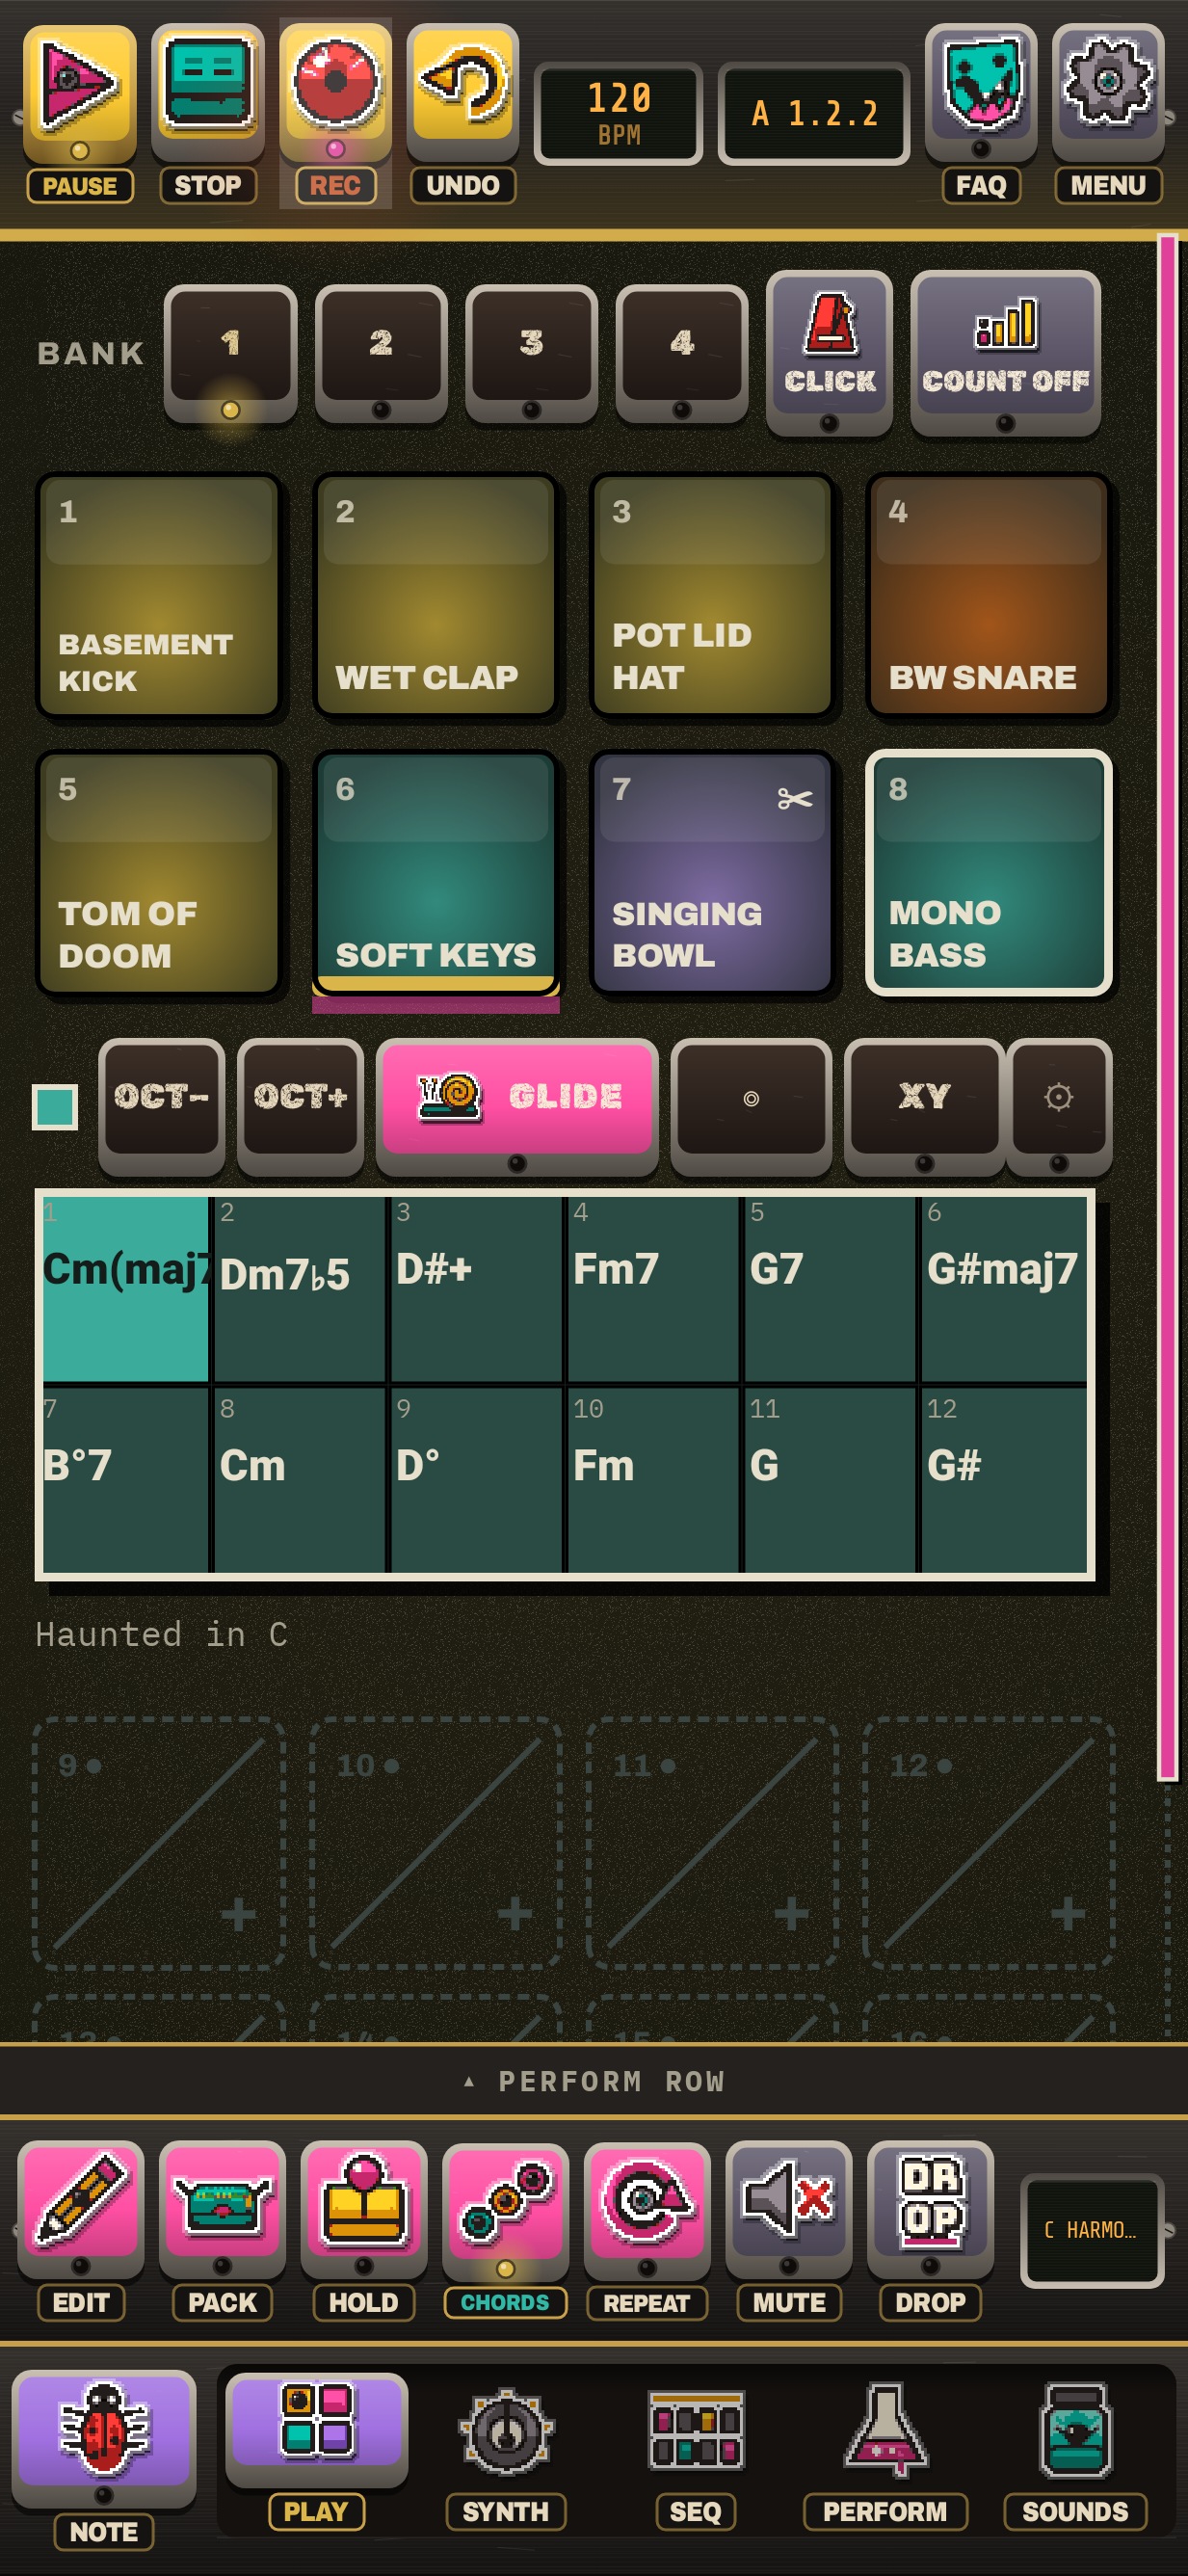 120
BPM
A 1.2.2
PAUSE
STOP
REC
UNDO
FAQ
MENU
BANK
1
2
3
4
CLICK
COUNT OFF
1
BASEMENT
KICK
2
WET CLAP
3
POT LID
HAT
4
BW SNARE
5
TOM OF
DOOM
6
SOFT KEYS
7
SINGING
BOWL
8
MONO
BASS
OCT-
OCT+
GLIDE
XY
1
Cm(maj7
2
Dm7♭5
3
D#+
4
Fm7
5
G7
6
G#maj7
7
B°7
8
Cm
9
D°
10
Fm
11
G
12
G#
Haunted in C
9
10
11
12
13
14
15
16
▲ PERFORM ROW
DR
OP
C HARMO…
EDIT
PACK
HOLD
CHORDS
REPEAT
MUTE
DROP
NOTE
PLAY
SYNTH
SEQ
PERFORM
SOUNDS